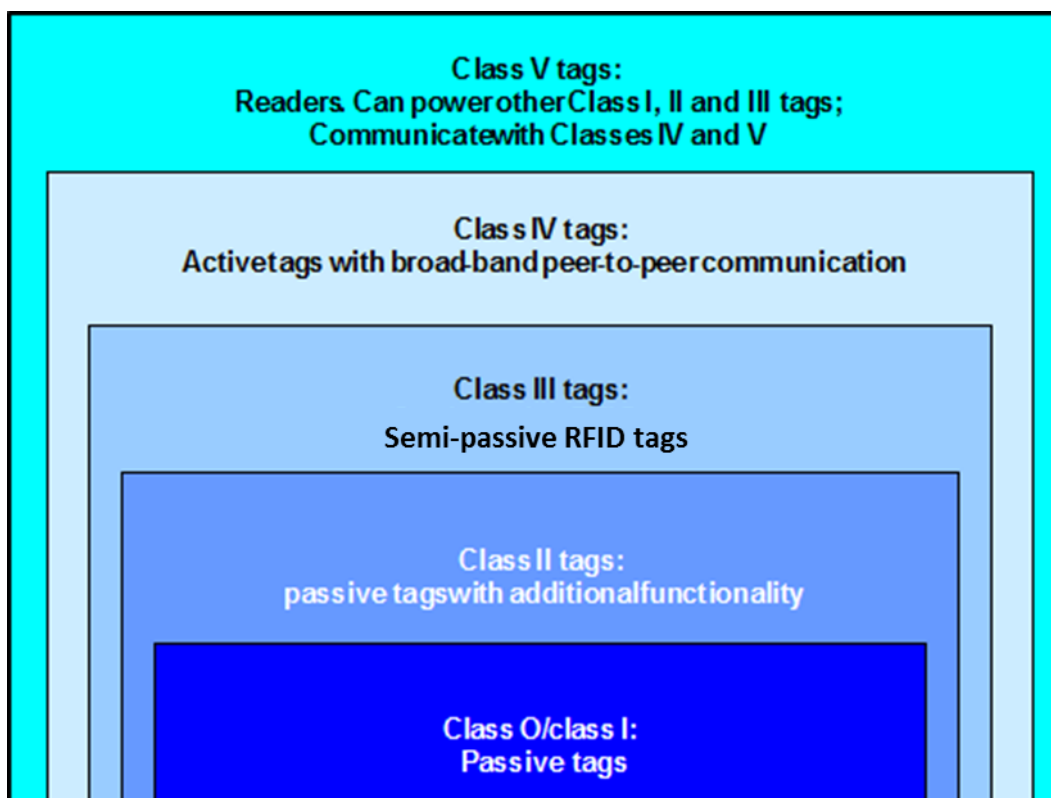 Class V tags:
Readers. Can power other Class I, II and III tags;
Communicate with Classes IV and V
Class IV tags:
Active tags with broad-band peer-to-peer communication
Class III tags:
Semi-passive RFID tags
Class II tags:
passive tags with additional functionality
Class O/class I:
Passive tags